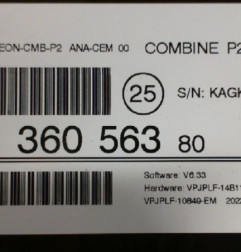 EON-CMB-P2 ANA-CEM 00 COMBINE P2
25 S/N: KAGK
360 563 80
Software: V6.33
Hardware: VPJPLF-14B1
VPJPLF-10849-EM 202